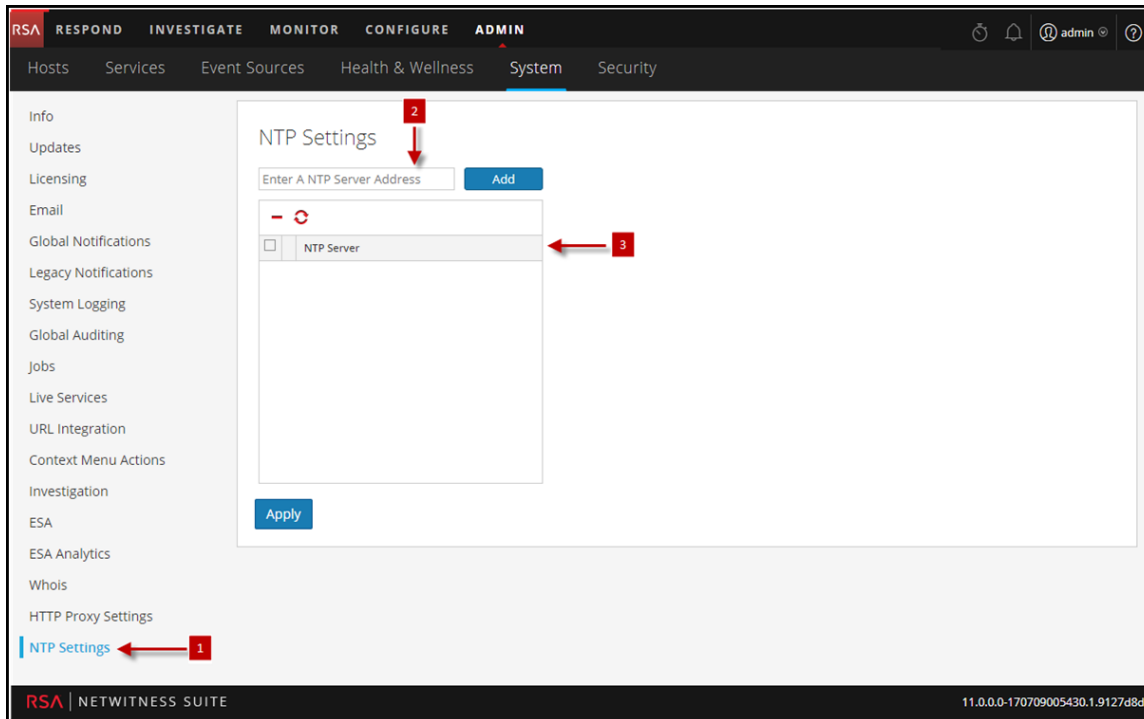 RSA RESPOND INVESTIGATE MONITOR CONFIGURE ADMIN admin ?
Hosts Services Event Sources Health & Wellness System Security
Info
Updates
Licensing
Email
Global Notifications
Legacy Notifications
System Logging
Global Auditing
Jobs
Live Services
URL Integration
Context Menu Actions
Investigation
ESA
ESA Analytics
Whois
HTTP Proxy Settings
NTP Settings
1
2
NTP Settings
Enter A NTP Server Address Add
NTP Server
3
Apply
RSA | NETWITNESS SUITE 11.0.0.0-170709005430.1.9127d8d